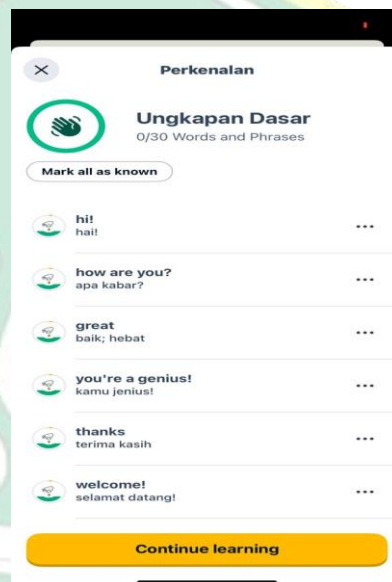 Perkenalan
Ungkapan Dasar
0/30 Words and Phrases
Mark all as known
hi!
hai!
how are you?
apa kabar?
great
baik; hebat
you're a genius!
kamu jenius!
thanks
terima kasih
welcome!
selamat datang!
Continue learning